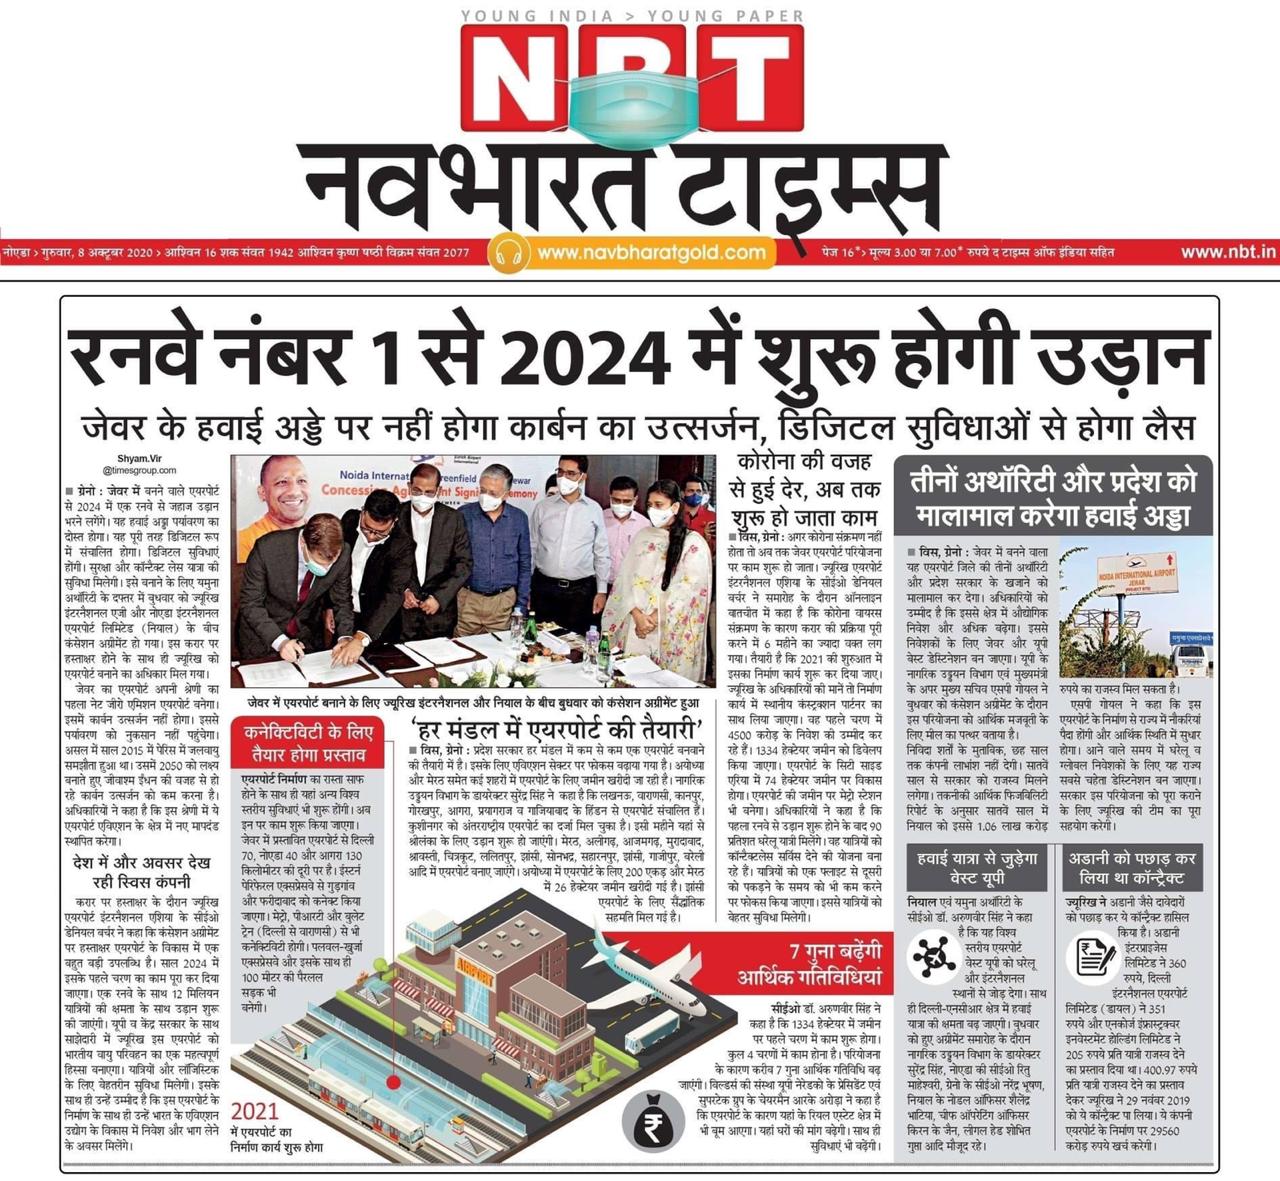 YOUNG INDIA > YOUNG PAPER
NBT
नवभारत टाइम्स
नोएडा > गुरुवार, 8 अक्टूबर 2020 > आश्विन 16 शक संवत 1942 आश्विन कृष्ण षष्ठी विक्रम संवत 2077
www.navbharatgold.com
पेज 16*> मूल्य 3.00 या 7.00* रुपये द टाइम्स ऑफ इंडिया सहित
www.nbt.in
रनवे नंबर 1 से 2024 में शुरू होगी उड़ान
जेवर के हवाई अड्डे पर नहीं होगा कार्बन का उत्सर्जन, डिजिटल सुविधाओं से होगा लैस
Shyam.Vir
@timesgroup.com
■ ग्रेनो : जेवर में बनने वाले एयरपोर्ट
से 2024 में एक रनवे से जहाज उड़ान
भरने लगेंगे। यह हवाई अड्डा पर्यावरण का
दोस्त होगा। यह पूरी तरह डिजिटल रूप
में संचालित होगा। डिजिटल सुविधाएं
होंगी। सुरक्षा और कॉन्टैक्ट लेस यात्रा की
सुविधा मिलेगी। इसे बनाने के लिए यमुना
अथॉरिटी के दफ्तर में बुधवार को ज्यूरिख
इंटरनैशनल एजी और नोएडा इंटरनैशनल
एयरपोर्ट लिमिटेड (नियाल) के बीच
कंसेशन अग्रीमेंट हो गया। इस करार पर
हस्ताक्षर होने के साथ ही ज्यूरिख को
एयरपोर्ट बनाने का अधिकार मिल गया।
जेवर का एयरपोर्ट अपनी श्रेणी का
पहला नेट जीरो एमिशन एयरपोर्ट बनेगा।
इसमें कार्बन उत्सर्जन नहीं होगा। इससे
पर्यावरण को नुकसान नहीं पहुंचेगा।
असल में साल 2015 में पेरिस में जलवायु
समझौता हुआ था। उसमें 2050 को लक्ष्य
बनाते हुए जीवाश्म ईंधन की वजह से हो
रहे कार्बन उत्सर्जन को कम करना है।
अधिकारियों ने कहा है कि इस श्रेणी में ये
एयरपोर्ट एविएशन के क्षेत्र में नए मापदंड
स्थापित करेगा।
देश में और अवसर देख
रही स्विस कंपनी
करार पर हस्ताक्षर के दौरान ज्यूरिख
एयरपोर्ट इंटरनैशनल एशिया के सीईओ
डेनियल बर्चर ने कहा कि कंसेशन अग्रीमेंट
पर हस्ताक्षर एयरपोर्ट के विकास में एक
बहुत बड़ी उपलब्धि है। साल 2024 में
इसके पहले चरण का काम पूरा कर दिया
जाएगा। एक रनवे के साथ 12 मिलियन
यात्रियों की क्षमता के साथ उड़ान शुरू
की जाएंगी। यूपी व केंद्र सरकार के साथ
साझेदारी में ज्यूरिख इस एयरपोर्ट को
भारतीय वायु परिवहन का एक महत्वपूर्ण
हिस्सा बनाएगा। यात्रियों और लॉजिस्टिक
के लिए बेहतरीन सुविधा मिलेगी। इसके
साथ ही उन्हें उम्मीद है कि इस एयरपोर्ट के
निर्माण के साथ ही उन्हें भारत के एविएशन
उद्योग के विकास में निवेश और भाग लेने
के अवसर मिलेंगे।
Noida Internat
Greenfield
ewar
Zurich Airport
International
Concess
Ag
ment Signi
emony
जेवर में एयरपोर्ट बनाने के लिए ज्यूरिख इंटरनैशनल और नियाल के बीच बुधवार को कंसेशन अग्रीमेंट हुआ
कनेक्टिविटी के लिए
तैयार होगा प्रस्ताव
एयरपोर्ट निर्माण का रास्ता साफ
होने के साथ ही यहां अन्य विश्व
स्तरीय सुविधाएं भी शुरू होंगी। अब
इन पर काम शुरू किया जाएगा।
जेवर में प्रस्तावित एयरपोर्ट से दिल्ली
70, नोएडा 40 और आगरा 130
किलोमीटर की दूरी पर है। ईस्टर्न
पेरिफेरल एक्सप्रेसवे से गुड़गांव
और फरीदाबाद को कनेक्ट किया
जाएगा। मेट्रो, पीआरटी और बुलेट
ट्रेन (दिल्ली से वाराणसी) से भी
कनेक्टिविटी होगी। पलवल-खुर्जा
एक्सप्रेसवे और इसके साथ ही
100 मीटर की पैरलल
सड़क भी
बनेगी।
'हर मंडल में एयरपोर्ट की तैयारी'
■ विस, ग्रेनो : प्रदेश सरकार हर मंडल में कम से कम एक एयरपोर्ट बनवाने
की तैयारी में है। इसके लिए एविएशन सेक्टर पर फोकस बढ़ाया गया है। अयोध्या
और मेरठ समेत कई शहरों में एयरपोर्ट के लिए जमीन खरीदी जा रही है। नागरिक
उड्डयन विभाग के डायरेक्टर सुरेंद्र सिंह ने कहा है कि लखनऊ, वाराणसी, कानपुर,
गोरखपुर, आगरा, प्रयागराज व गाजियाबाद के हिंडन से एयरपोर्ट संचालित हैं।
कुशीनगर को अंतरराष्ट्रीय एयरपोर्ट का दर्जा मिल चुका है। इसी महीने यहां से
श्रीलंका के लिए उड़ान शुरू हो जाएंगी। मेरठ, अलीगढ़, आजमगढ़, मुरादाबाद,
श्रावस्ती, चित्रकूट, ललितपुर, झांसी, सोनभद्र, सहारनपुर, झांसी, गाजीपुर, बरेली
आदि में एयरपोर्ट बनाए जाएंगे। अयोध्या में एयरपोर्ट के लिए 200 एकड़ और मेरठ
में 26 हेक्टेयर जमीन खरीदी गई है। झांसी
एयरपोर्ट के लिए सैद्धांतिक
सहमति मिल गई है।
AIRPORT
2021
में एयरपोर्ट का
निर्माण कार्य शुरू होगा
कोरोना की वजह
से हुई देर, अब तक
शुरू हो जाता काम
■ विस, ग्रेनो : अगर कोरोना संक्रमण नहीं
होता तो अब तक जेवर एयरपोर्ट परियोजना
पर काम शुरू हो जाता। ज्यूरिख एयरपोर्ट
इंटरनैशनल एशिया के सीईओ डेनियल
बर्चर ने समारोह के दौरान ऑनलाइन
बातचीत में कहा है कि कोरोना वायरस
संक्रमण के कारण करार की प्रक्रिया पूरी
करने में 6 महीने का ज्यादा वक्त लग
गया। तैयारी है कि 2021 की शुरुआत में
इसका निर्माण कार्य शुरू कर दिया जाए।
ज्यूरिख के अधिकारियों की मानें तो निर्माण
कार्य में स्थानीय कंस्ट्रक्शन पार्टनर का
साथ लिया जाएगा। वह पहले चरण में
4500 करोड़ के निवेश की उम्मीद कर
रहे हैं। 1334 हेक्टेयर जमीन को डिवेलप
किया जाएगा। एयरपोर्ट के सिटी साइड
एरिया में 74 हेक्टेयर जमीन पर विकास
होगा। एयरपोर्ट की जमीन पर मेट्रो स्टेशन
भी बनेगा। अधिकारियों ने कहा है कि
पहला रनवे से उड़ान शुरू होने के बाद 90
प्रतिशत घरेलू यात्री मिलेंगे। वह यात्रियों को
कॉन्टैक्टलेस सर्विस देने की योजना बना
रहे हैं। यात्रियों को एक फ्लाइट से दूसरी
को पकड़ने के समय को भी कम करने
पर फोकस किया जाएगा। इससे यात्रियों को
बेहतर सुविधा मिलेगी।
7 गुना बढ़ेंगी
आर्थिक गतिविधियां
सीईओ डॉ. अरुणवीर सिंह ने
कहा है कि 1334 हेक्टेयर में जमीन
पर पहले चरण में काम शुरू होगा।
कुल 4 चरणों में काम होना है। परियोजना
के कारण करीब 7 गुना आर्थिक गतिविधि बढ़
जाएंगी। बिल्डर्स की संस्था यूपी नेरेडको के प्रेसिडेंट एवं
सुपरटेक ग्रुप के चेयरमैन आरके अरोड़ा ने कहा है
कि एयरपोर्ट के कारण यहां के रियल एस्टेट क्षेत्र में
भी बूम आएगा। यहां घरों की मांग बढ़ेगी। साथ ही
सुविधाएं भी बढ़ेंगी।
₹
तीनों अथॉरिटी और प्रदेश को
मालामाल करेगा हवाई अड्डा
■ विस, ग्रेनो : जेवर में बनने वाला
यह एयरपोर्ट जिले की तीनों अथॉरिटी
और प्रदेश सरकार के खजाने को
मालामाल कर देगा। अधिकारियों को
उम्मीद है कि इससे क्षेत्र में औद्योगिक
निवेश और अधिक बढ़ेगा। इससे
निवेशकों के लिए जेवर और यूपी
बेस्ट डेस्टिनेशन बन जाएगा। यूपी के
नागरिक उड्डयन विभाग एवं मुख्यमंत्री
के अपर मुख्य सचिव एसपी गोयल ने
बुधवार को कंसेशन अग्रीमेंट के दौरान
इस परियोजना को आर्थिक मजबूती के
लिए मील का पत्थर बताया है।
निविदा शर्तों के मुताबिक, छह साल
तक कंपनी लाभांश नहीं देगी। सातवें
साल से सरकार को राजस्व मिलने
लगेगा। तकनीकी आर्थिक फिजबिलिटी
रिपोर्ट के अनुसार सातवें साल में
नियाल को इससे 1.06 लाख करोड़
NOIDA INTERNATIONAL AIRPORT
JEWAR
PROJECT SITE
रुपये का राजस्व मिल सकता है।
एसपी गोयल ने कहा कि इस
एयरपोर्ट के निर्माण से राज्य में नौकरियां
पैदा होंगी और आर्थिक स्थिति में सुधार
होगा। आने वाले समय में घरेलू व
ग्लोबल निवेशकों के लिए यह राज्य
सबसे चहेता डेस्टिनेशन बन जाएगा।
सरकार इस परियोजना को पूरा कराने
के लिए ज्यूरिख की टीम का पूरा
सहयोग करेगी।
हवाई यात्रा से जुड़ेगा
वेस्ट यूपी
नियाल एवं यमुना अथॉरिटी के
सीईओ डॉ. अरुणवीर सिंह ने कहा
है कि यह विश्व
स्तरीय एयरपोर्ट
वेस्ट यूपी को घरेलू
और इंटरनैशनल
स्थानों से जोड़ देगा। साथ
ही दिल्ली-एनसीआर क्षेत्र में हवाई
यात्रा की क्षमता बढ़ जाएगी। बुधवार
को हुए अग्रीमेंट समारोह के दौरान
नागरिक उड्डयन विभाग के डायरेक्टर
सुरेंद्र सिंह, नोएडा की सीईओ रितु
माहेश्वरी, ग्रेनो के सीईओ नरेंद्र भूषण,
नियाल के नोडल ऑफिसर शैलेंद्र
भाटिया, चीफ ऑपरेटिंग ऑफिसर
किरन के जैन, लीगल हेड शोभित
गुप्ता आदि मौजूद रहे।
अडानी को पछाड़ कर
लिया था कॉन्ट्रैक्ट
ज्यूरिख ने अडानी जैसे दावेदारों
को पछाड़ कर ये कॉन्ट्रैक्ट हासिल
किया है। अडानी
इंटरप्राइजेस
लिमिटेड ने 360
रुपये, दिल्ली
इंटरनैशनल एयरपोर्ट
लिमिटेड (डायल) ने 351
रुपये और एनकोर्ज इंफ्रास्ट्रक्चर
इनवेस्टमेंट होल्डिंग लिमिटेड ने
205 रुपये प्रति यात्री राजस्व देने
का प्रस्ताव दिया था। 400.97 रुपये
प्रति यात्री राजस्व देने का प्रस्ताव
देकर ज्यूरिख ने 29 नवंबर 2019
को ये कॉन्ट्रैक्ट पा लिया। ये कंपनी
एयरपोर्ट के निर्माण पर 29560
करोड़ रुपये खर्च करेगी।